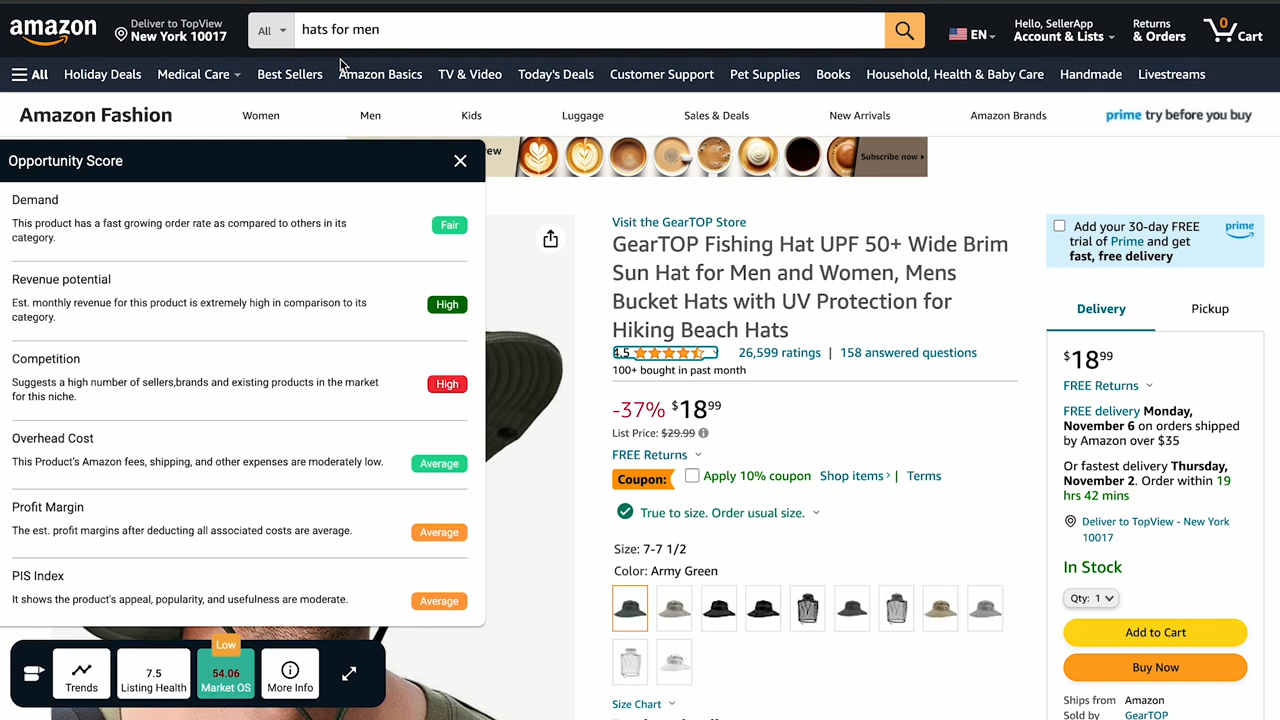 amazon
Deliver to TopView
New York 10017
All
hats for men
EN
Hello, SellerApp
Account & Lists
Returns
& Orders
0
Cart
All
Holiday Deals
Medical Care
Best Sellers
Amazon Basics
TV & Video
Today's Deals
Customer Support
Pet Supplies
Books
Household, Health & Baby Care
Handmade
Livestreams
Amazon Fashion
Women
Men
Kids
Luggage
Sales & Deals
New Arrivals
Amazon Brands
prime try before you buy
Subscribe now
Opportunity Score
Demand
This product has a fast growing order rate as compared to others in its
category.
Fair
Revenue potential
Est. monthly revenue for this product is extremely high in comparison to its
category.
High
Competition
Suggests a high number of sellers,brands and existing products in the market
for this niche.
High
Overhead Cost
This Product's Amazon fees, shipping, and other expenses are moderately low.
Average
Profit Margin
The est. profit margins after deducting all associated costs are average.
Average
PIS Index
It shows the product's appeal, popularity, and usefulness are moderate.
Average
Low
Trends
7.5
Listing Health
54.06
Market OS
More Info
Visit the GearTOP Store
GearTOP Fishing Hat UPF 50+ Wide Brim
Sun Hat for Men and Women, Mens
Bucket Hats with UV Protection for
Hiking Beach Hats
4.5
26,599 ratings | 158 answered questions
100+ bought in past month
-37% $18 99
List Price: $29.99
FREE Returns
Coupon: Apply 10% coupon Shop items | Terms
True to size. Order usual size.
Size: 7-7 1/2
Color: Army Green
Size Chart
Add your 30-day FREE
trial of Prime and get
fast, free delivery
prime
Delivery
Pickup
$18 99
FREE Returns
FREE delivery Monday,
November 6 on orders shipped
by Amazon over $35
Or fastest delivery Thursday,
November 2. Order within 19
hrs 42 mins
Deliver to TopView - New York
10017
In Stock
Qty: 1
Add to Cart
Buy Now
Ships from Amazon
Sold by GearTOP